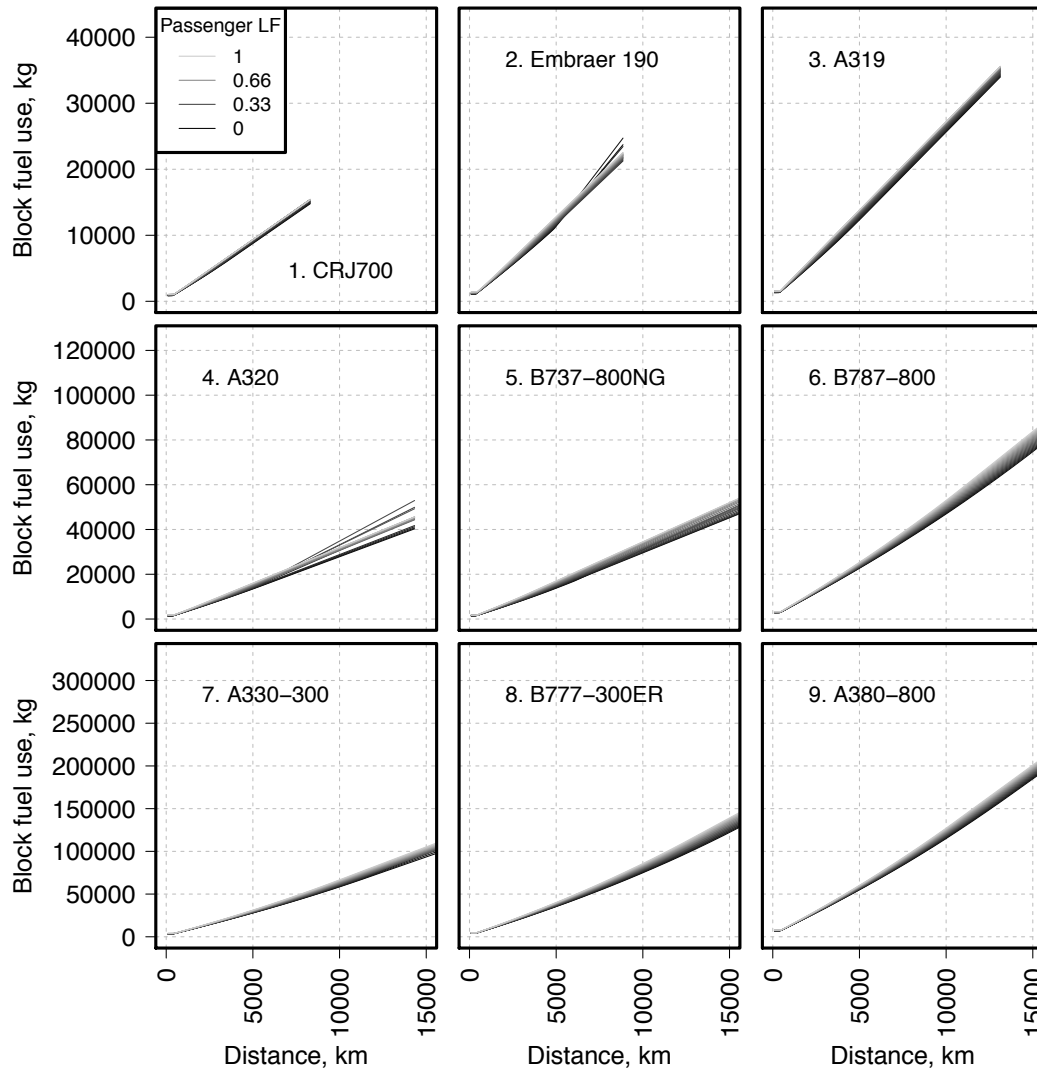 Passenger LF
1
0.66
0.33
0
Block fuel use, kg
40000
30000
20000
10000
0
1. CRJ700
2. Embraer 190
3. A319
Block fuel use, kg
120000
100000
80000
60000
40000
20000
0
4. A320
5. B737−800NG
6. B787−800
Block fuel use, kg
300000
250000
200000
150000
100000
50000
0
7. A330−300
8. B777−300ER
9. A380−800
0 5000 10000 15000
0 5000 10000 15000
0 5000 10000 15000
Distance, km
Distance, km
Distance, km